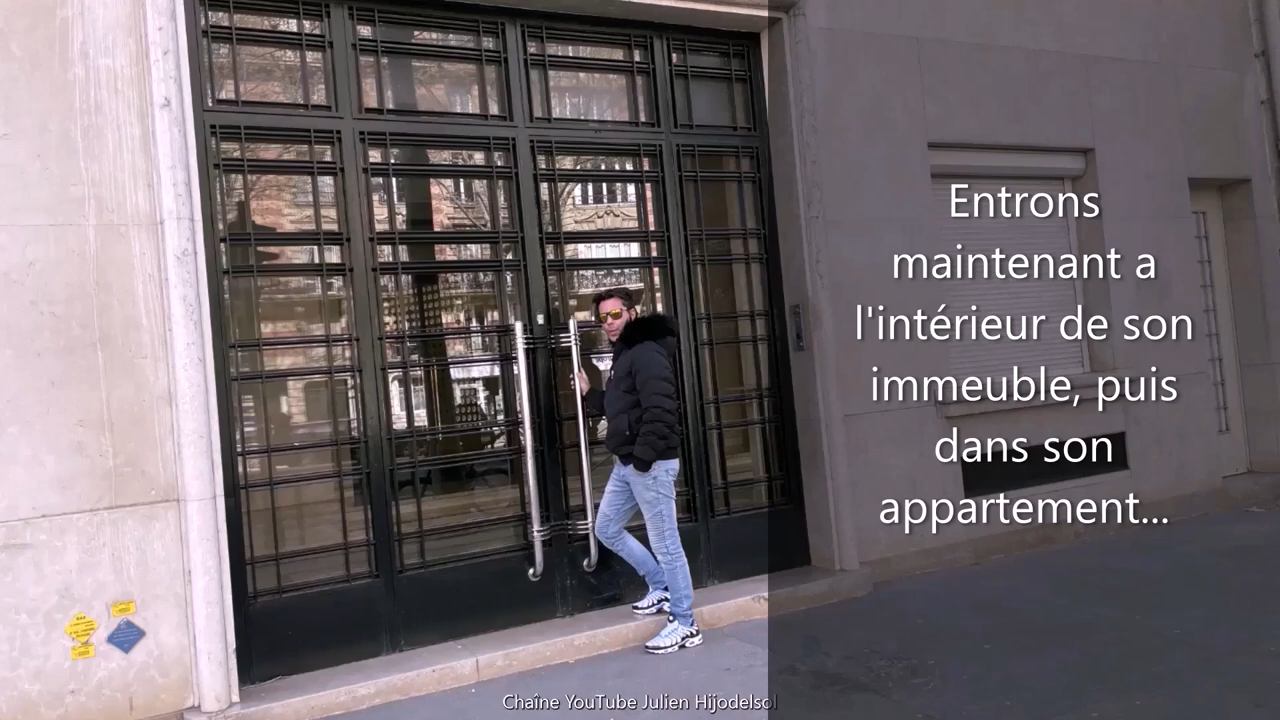 Entrons
maintenant a
l'intérieur de son
immeuble, puis
dans son
appartement...
Chaîne YouTube Julien Hijodelsol